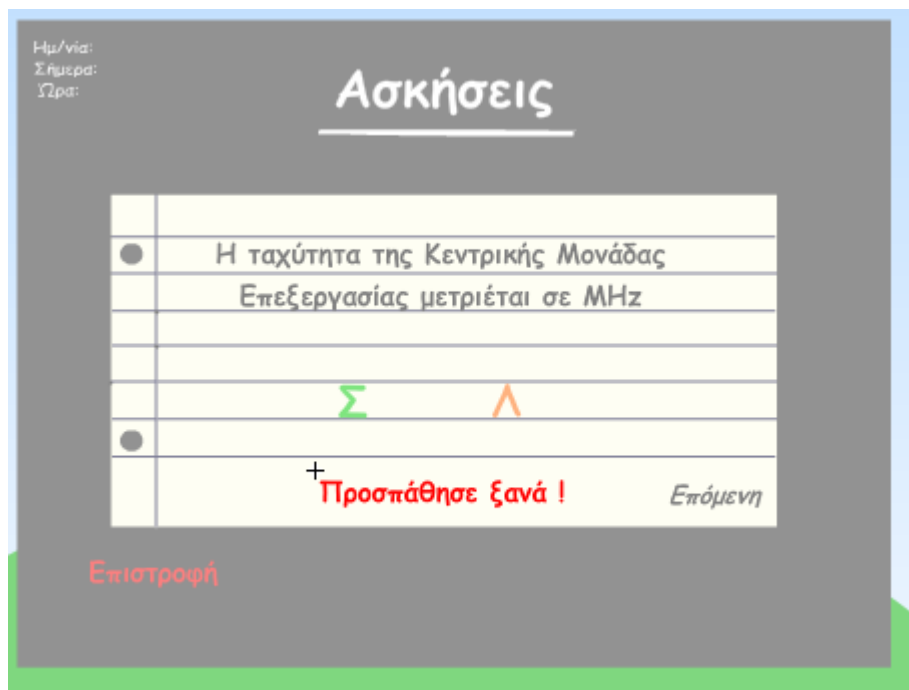 Ημ/νία:
Σήμερα:
Ώρα:
Ασκήσεις
Η ταχύτητα της Κεντρικής Μονάδας
Επεξεργασίας μετριέται σε MHz
Σ Λ
Προσπάθησε ξανά !
Επόμενη
Επιστροφή